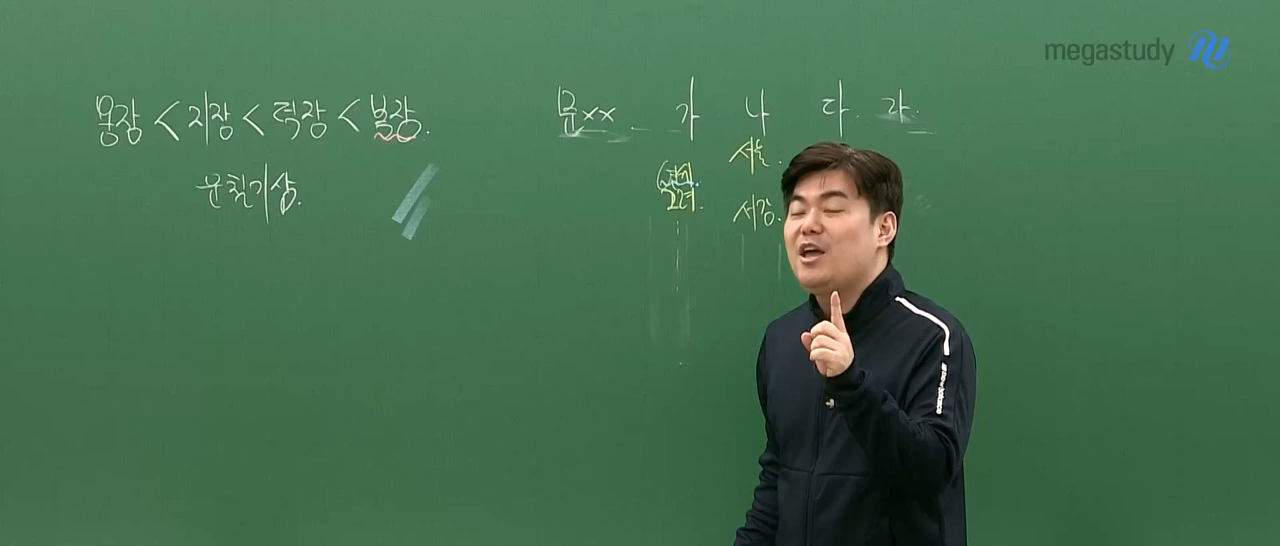 megastudy
용장 < 지장 < 덕장 < 복장.
운칠기삼.
문×× 가 나 다. 라.
서울.
서강.